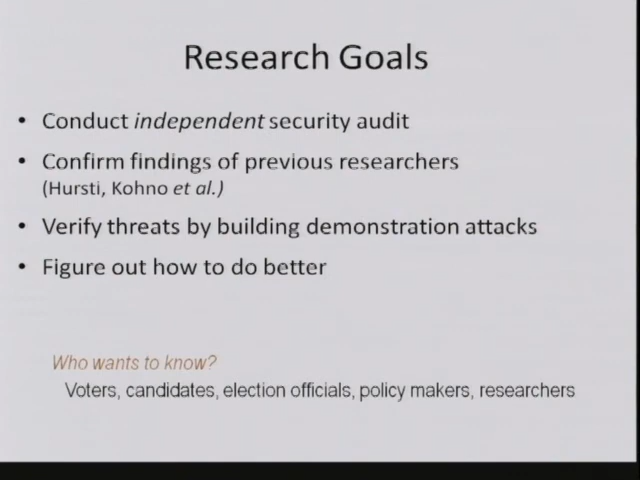 Research Goals
• Conduct independent security audit
• Confirm findings of previous researchers
(Hursti, Kohno et al.)
• Verify threats by building demonstration attacks
• Figure out how to do better
Who wants to know?
Voters, candidates, election officials, policy makers, researchers